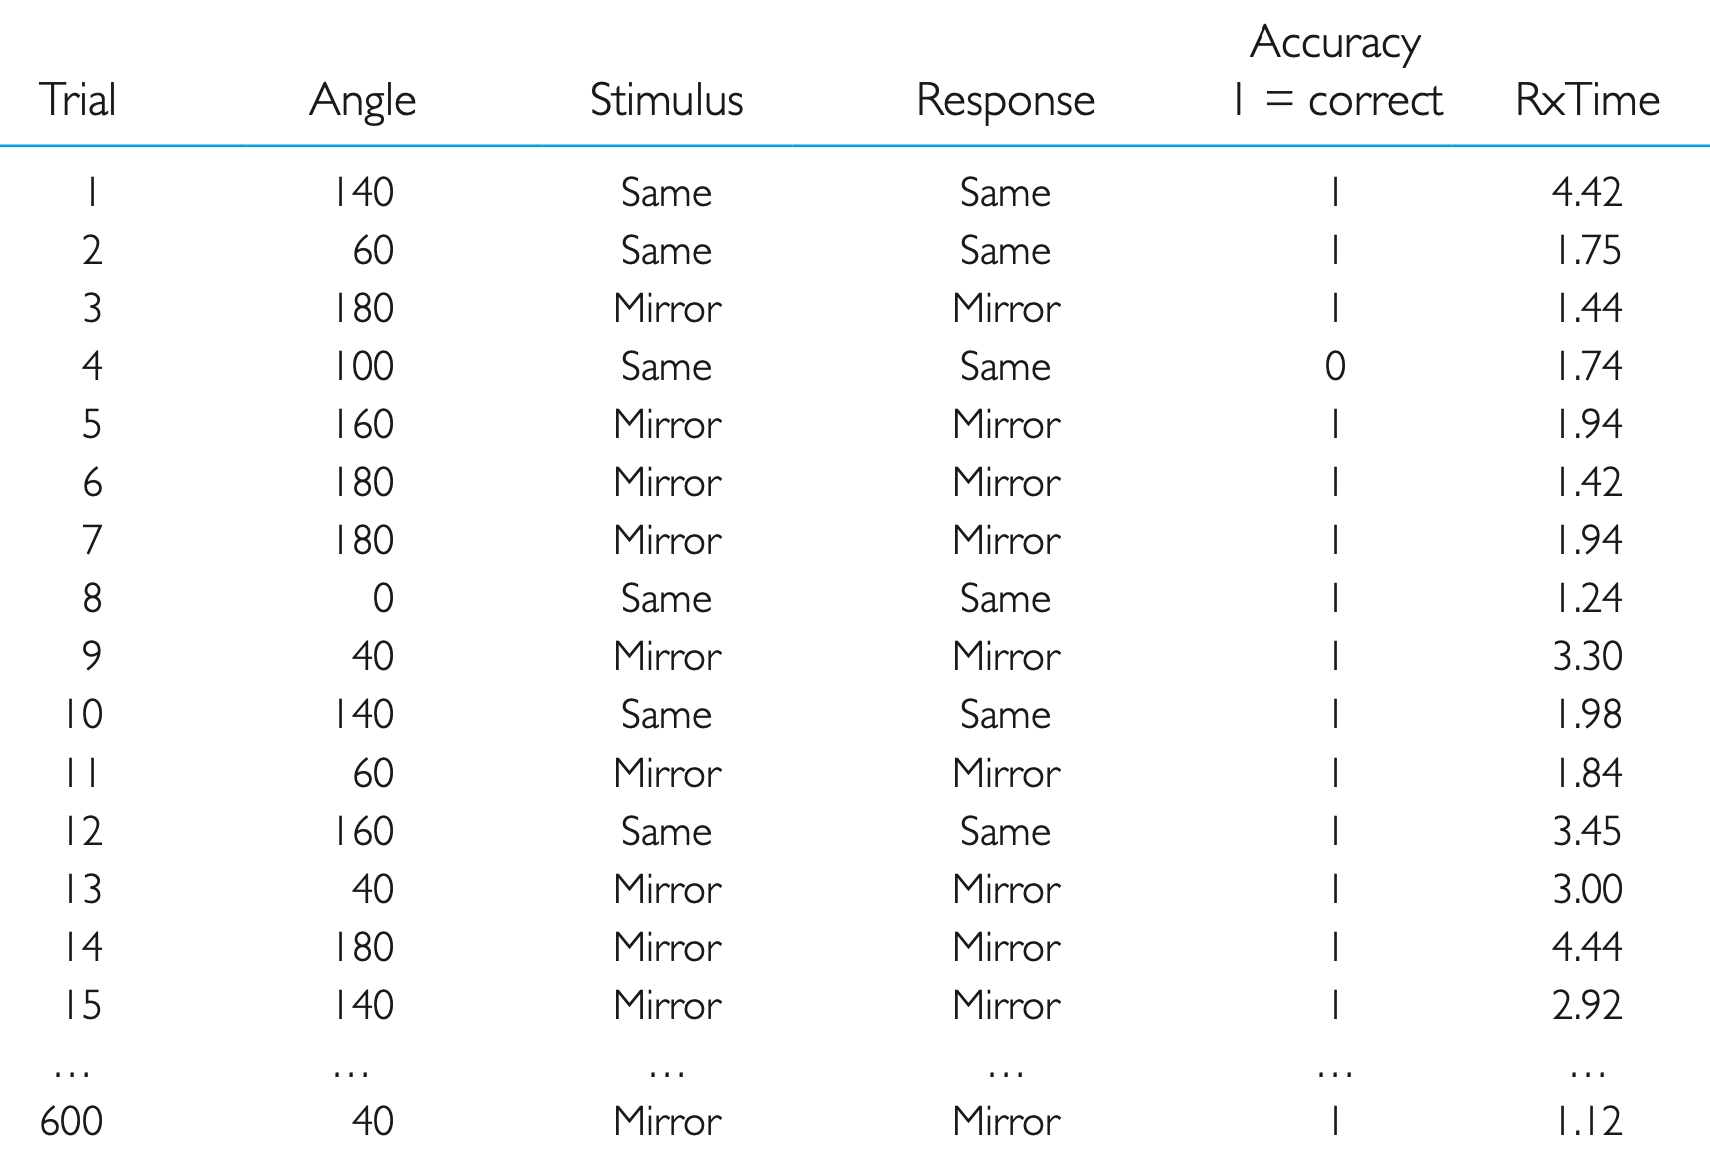 Accuracy
Trial Angle Stimulus Response 1 = correct RxTime
1 140 Same Same 1 4.42
2 60 Same Same 1 1.75
3 180 Mirror Mirror 1 1.44
4 100 Same Same 0 1.74
5 160 Mirror Mirror 1 1.94
6 180 Mirror Mirror 1 1.42
7 180 Mirror Mirror 1 1.94
8 0 Same Same 1 1.24
9 40 Mirror Mirror 1 3.30
10 140 Same Same 1 1.98
11 60 Mirror Mirror 1 1.84
12 160 Same Same 1 3.45
13 40 Mirror Mirror 1 3.00
14 180 Mirror Mirror 1 4.44
15 140 Mirror Mirror 1 2.92
… … … … … …
600 40 Mirror Mirror 1 1.12